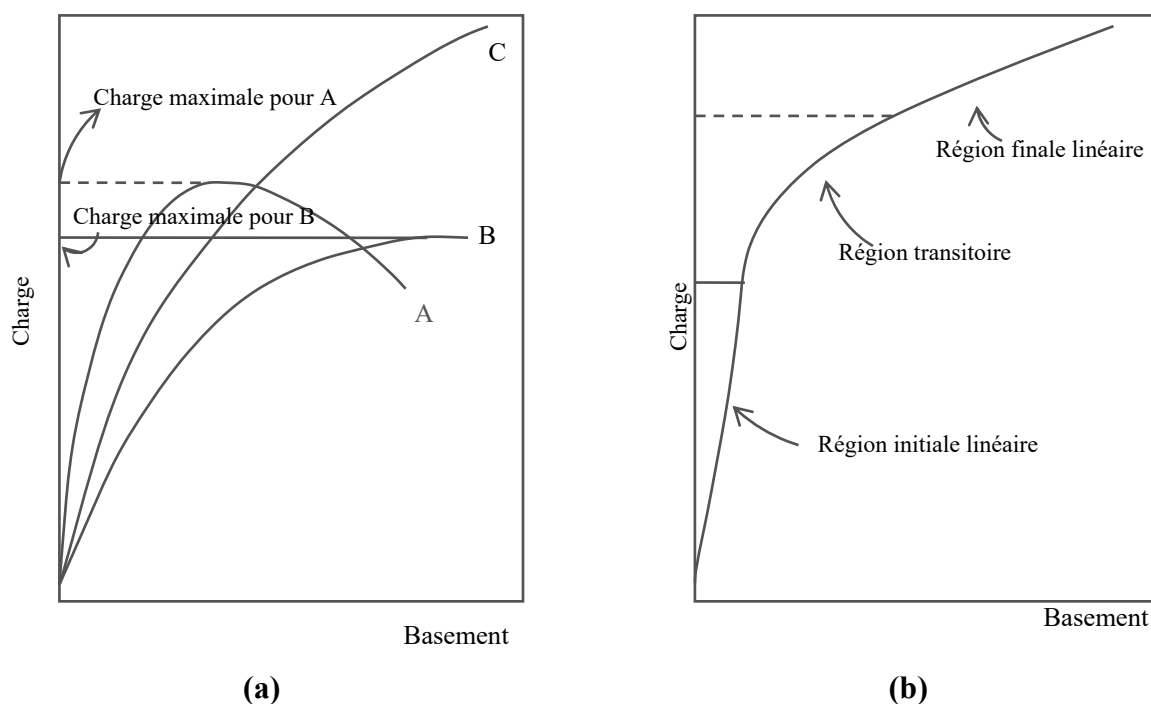 C
Charge maximale pour A
Charge maximale pour B
B
A
Charge
Basement
(a)
Région finale linéaire
Région transitoire
Charge
Région initiale linéaire
Basement
(b)